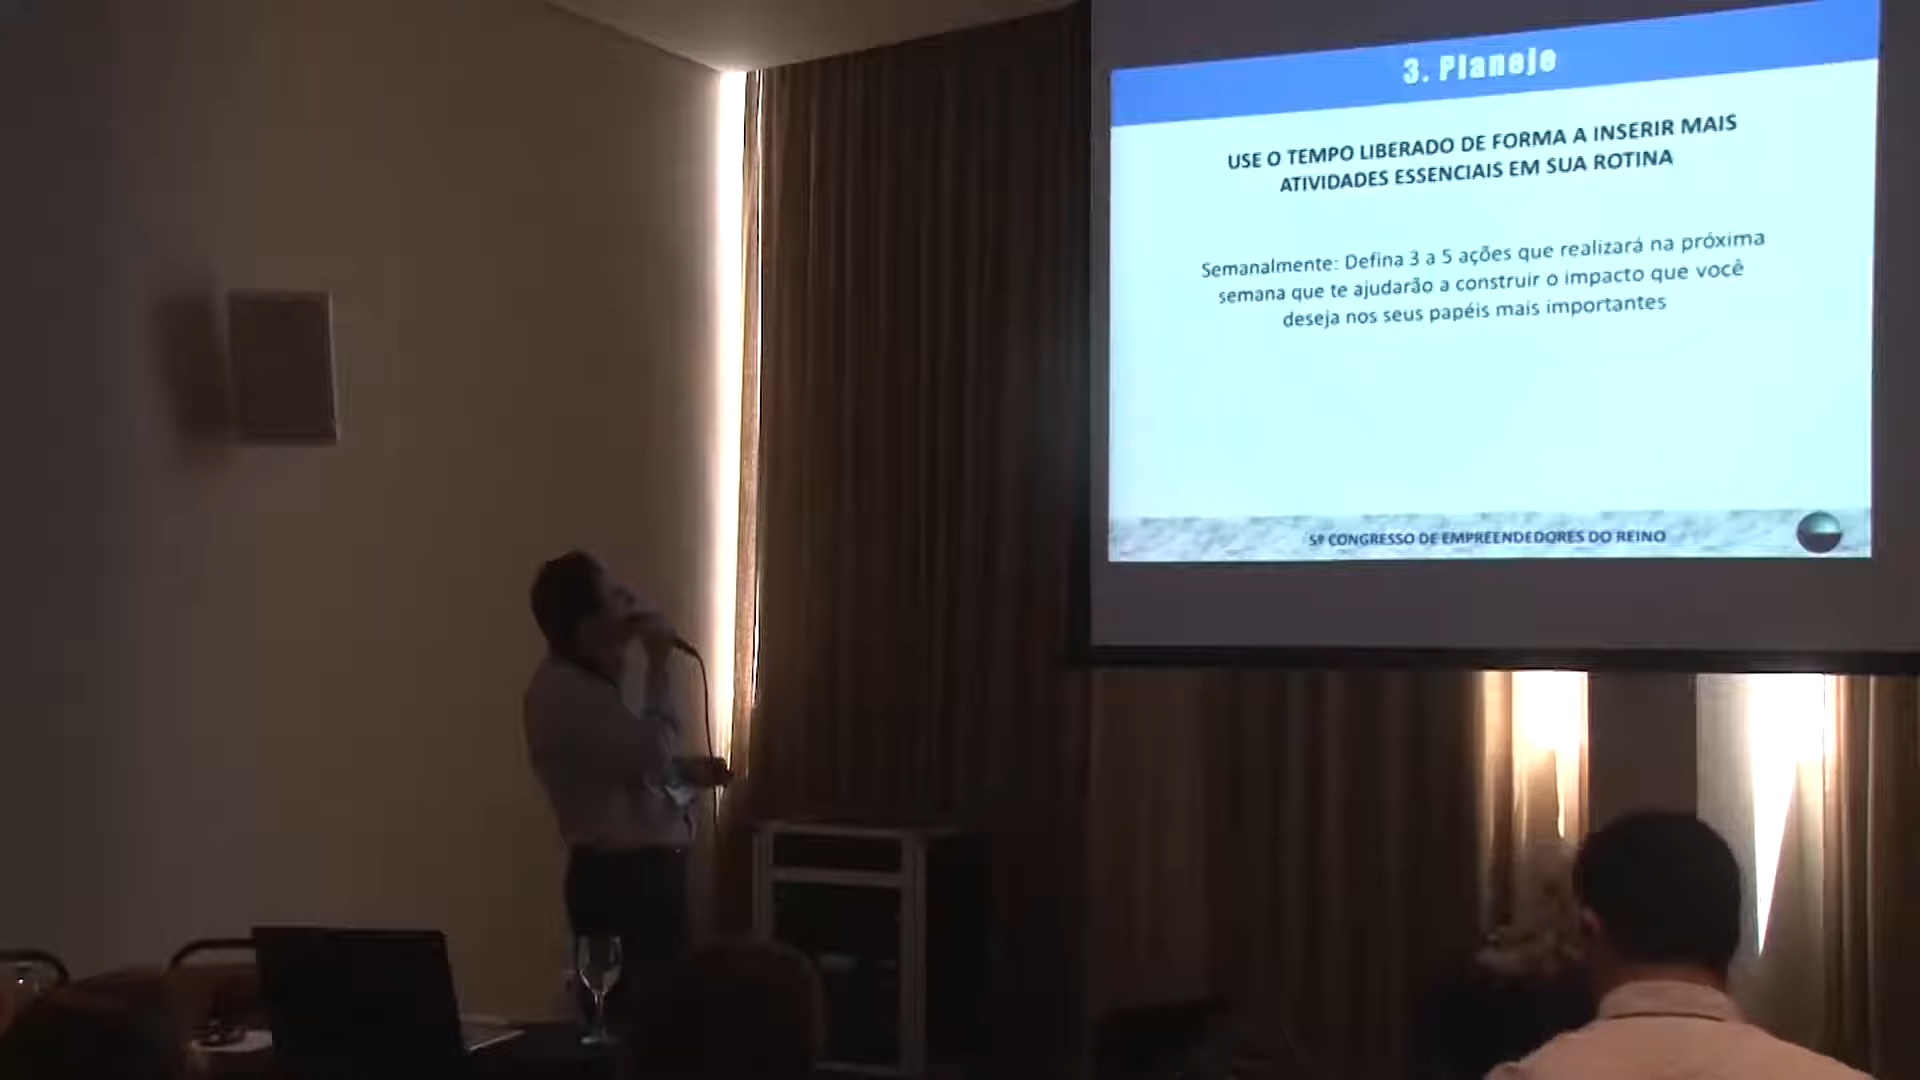 3. Planeje
USE O TEMPO LIBERADO DE FORMA A INSERIR MAIS
ATIVIDADES ESSENCIAIS EM SUA ROTINA
Semanalmente: Defina 3 a 5 ações que realizará na próxima
semana que te ajudarão a construir o impacto que você
deseja nos seus papéis mais importantes
5º CONGRESSO DE EMPREENDEDORES DO REINO